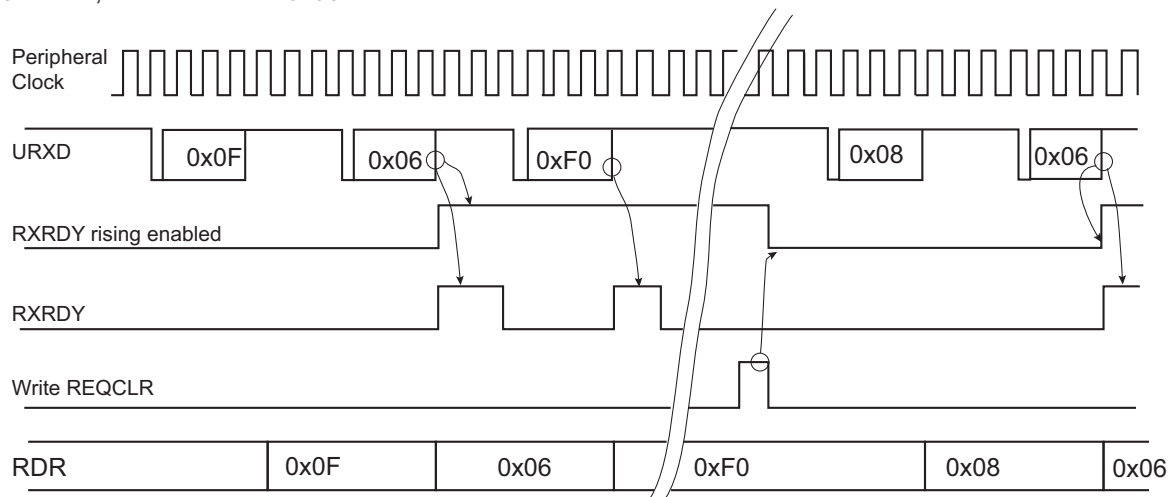 Peripheral
Clock
URXD
0x0F
0x06
0xF0
0x08
0x06
RXRDY rising enabled
RXRDY
Write REQCLR
RDR
0x0F
0x06
0xF0
0x08
0x06